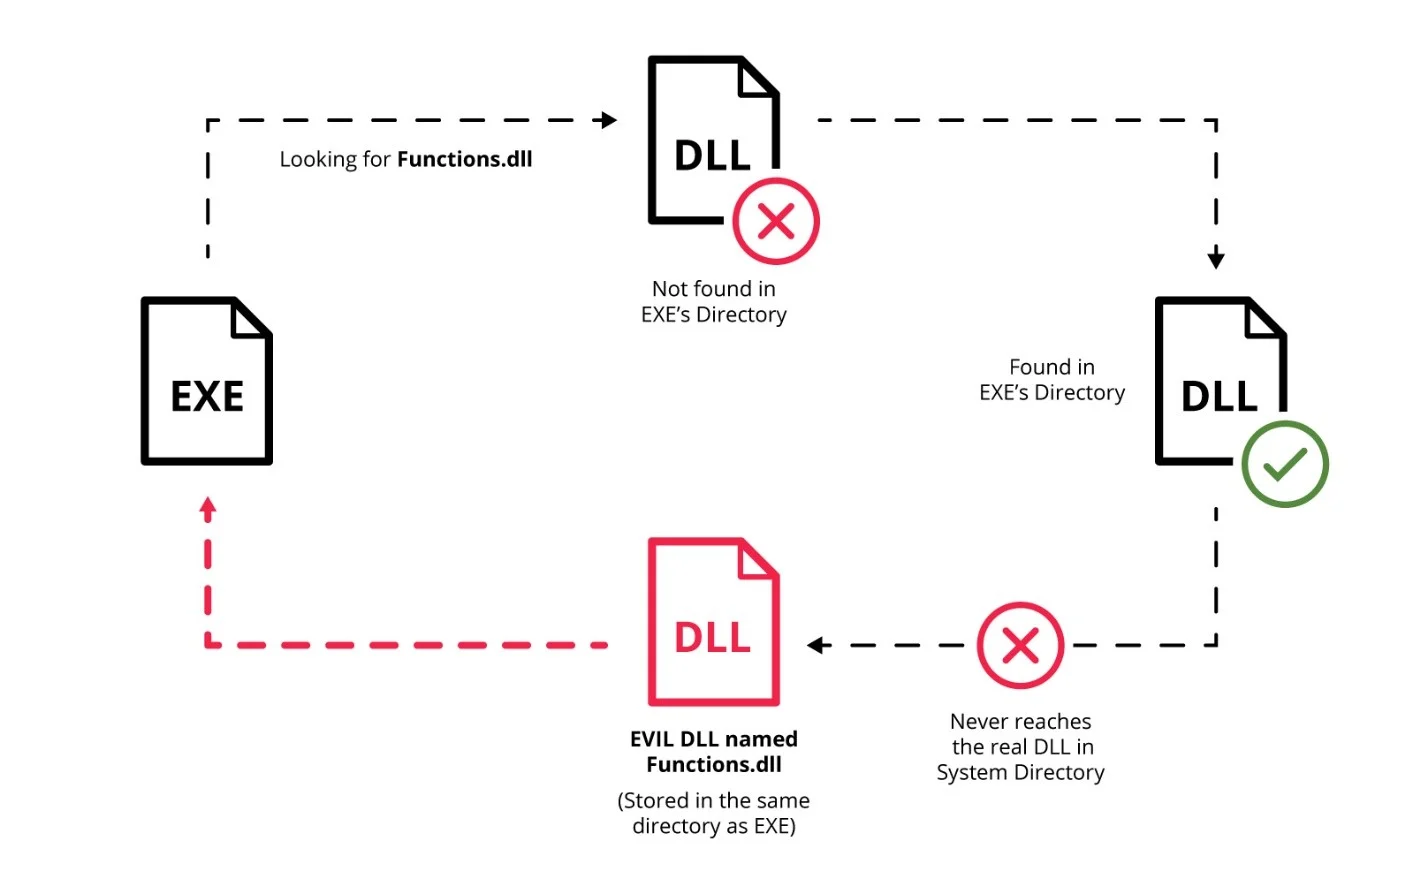 DLL
Looking for Functions.dll
Not found in
EXE’s Directory
EXE
Found in
EXE’s Directory
DLL
DLL
EVIL DLL named
Functions.dll
(Stored in the same
directory as EXE)
Never reaches
the real DLL in
System Directory